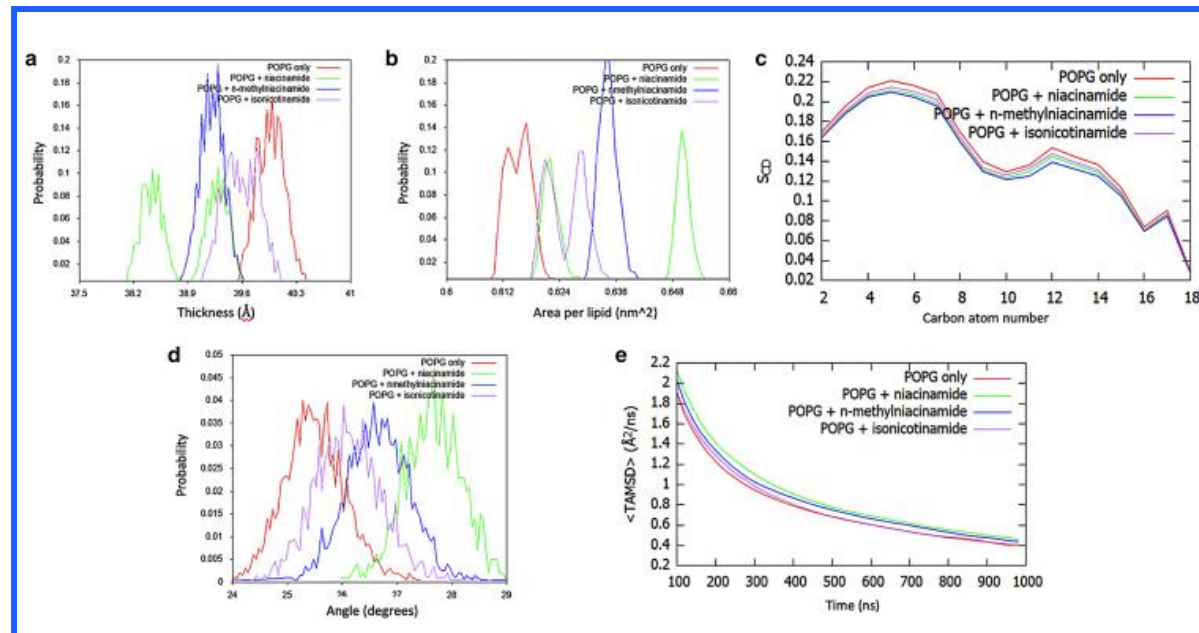 a
0.2
0.18
0.16
0.14
0.12
0.1
0.08
0.06
0.04
0.02
Probability
POPG only
POPG + niacinamide
POPG + n-methylniacinamide
POPG + isonicotinamide
37.5 38.2 38.9 39.6 40.3 41
Thickness (Å)
b
0.2
0.18
0.16
0.14
0.12
0.1
0.08
0.06
0.04
0.02
Probability
POPG only
POPG + niacinamide
POPG + nmethylniacinamide
POPG + isonicotinamide
0.6 0.612 0.624 0.636 0.648 0.66
Area per lipid (nm^2)
c
0.24
0.22
0.2
0.18
0.16
0.14
0.12
0.1
0.08
0.06
0.04
0.02
S_CD
POPG only
POPG + niacinamide
POPG + n-methylniacinamide
POPG + isonicotinamide
2 4 6 8 10 12 14 16 18
Carbon atom number
d
0.05
0.045
0.04
0.035
0.03
0.025
0.02
0.015
0.01
0.005
0
Probability
POPG only
POPG + niacinamide
POPG + nmethylniacinamide
POPG + isonicotinamide
24 25 26 27 28 29
Angle (degrees)
e
2.2
2
1.8
1.6
1.4
1.2
1
0.8
0.6
0.4
0.2
<TAMSD> (Å²/ns)
POPG only
POPG + niacinamide
POPG + n-methylniacinamide
POPG + isonicotinamide
100 200 300 400 500 600 700 800 900 1000
Time (ns)